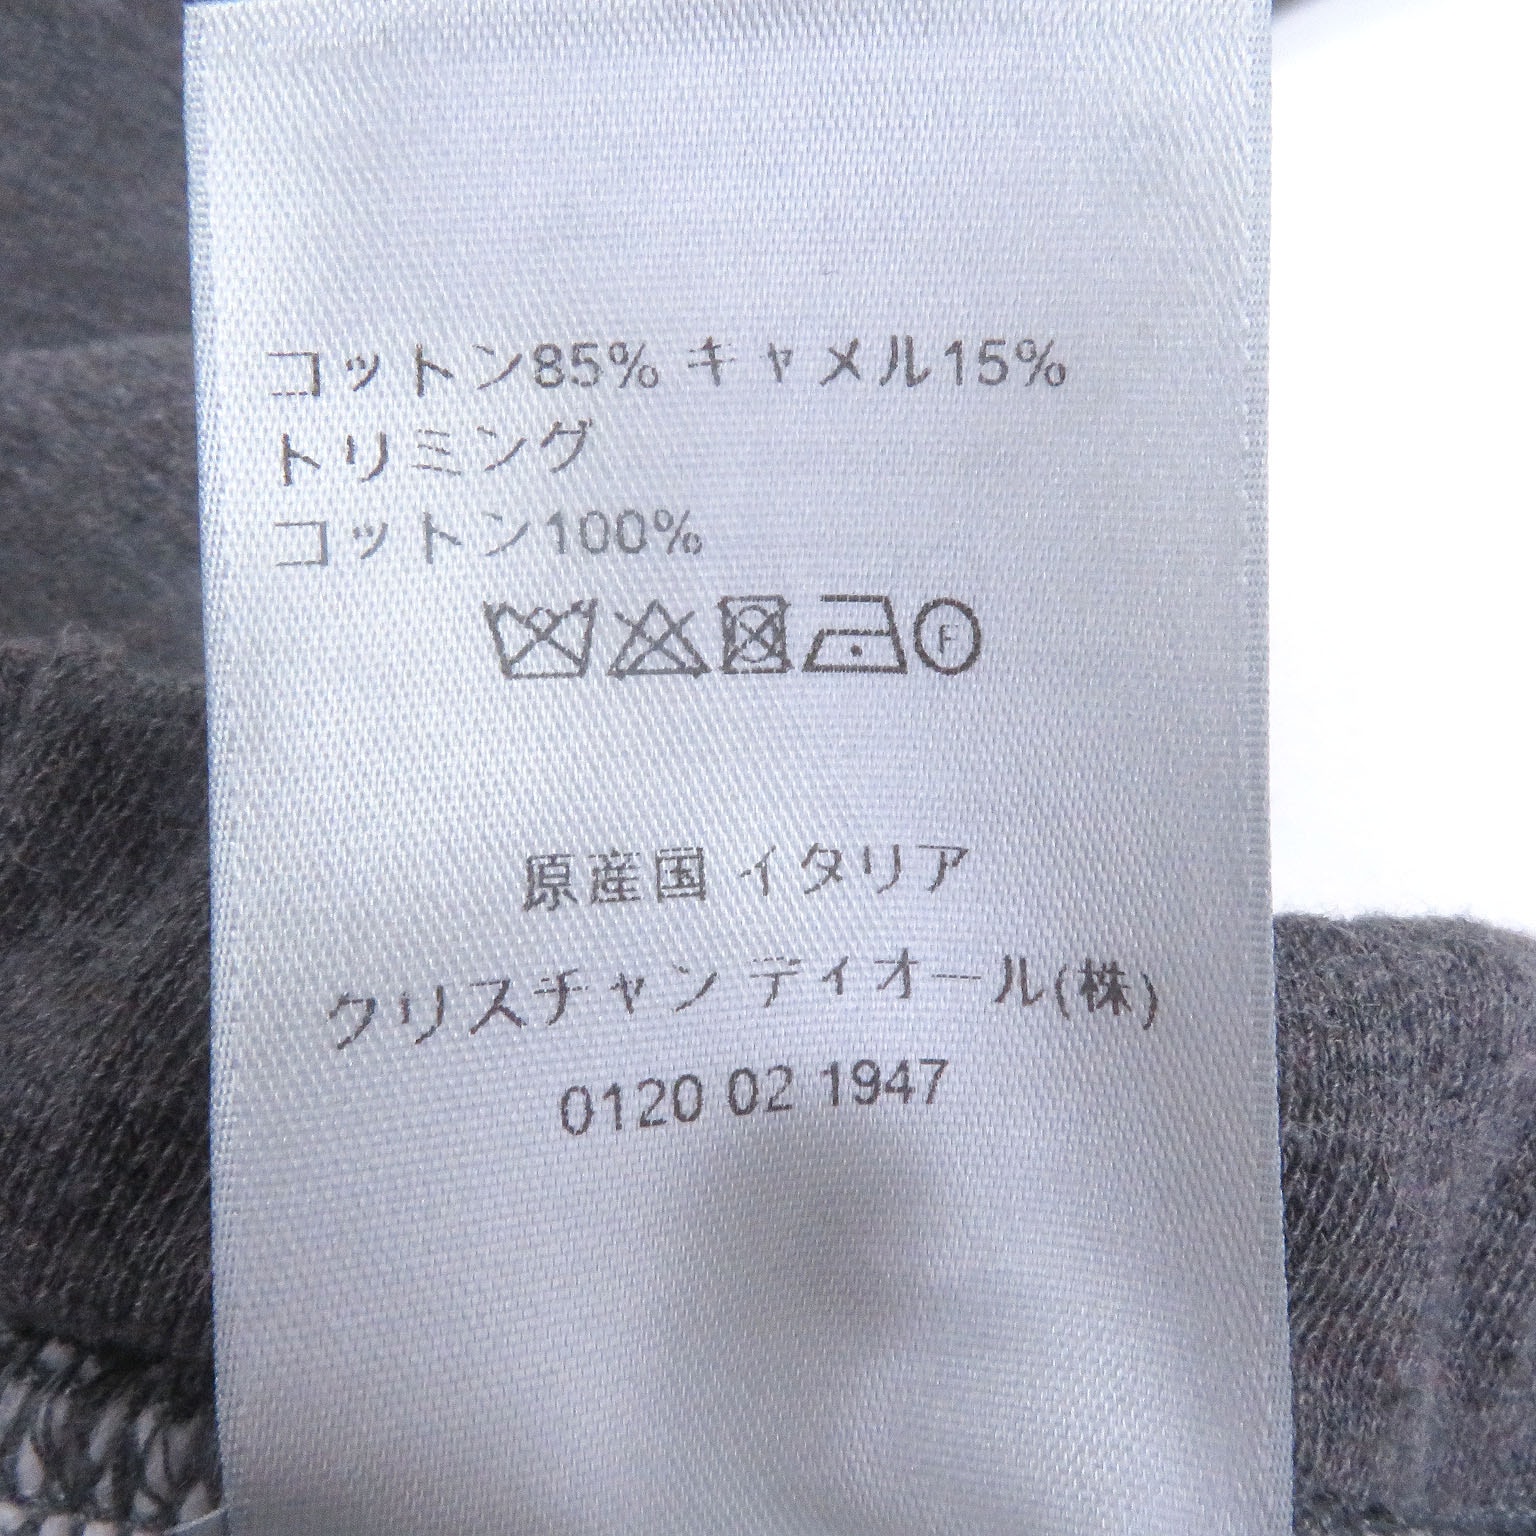 コットン85% キャメル15%
トリミング
コットン100%
F
原産国 イタリア
クリスチャン ディオール(株)
0120 02 1947